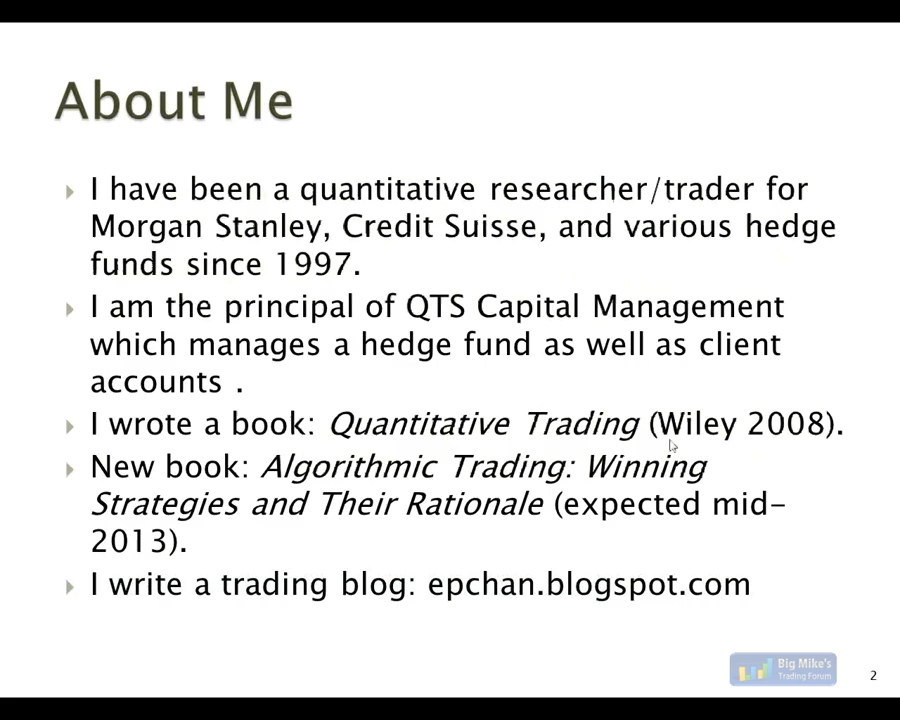 About Me
I have been a quantitative researcher/trader for
Morgan Stanley, Credit Suisse, and various hedge
funds since 1997.
I am the principal of QTS Capital Management
which manages a hedge fund as well as client
accounts .
I wrote a book: Quantitative Trading (Wiley 2008).
New book: Algorithmic Trading: Winning
Strategies and Their Rationale (expected mid-
2013).
I write a trading blog: epchan.blogspot.com
Big Mike's
Trading Forum
2